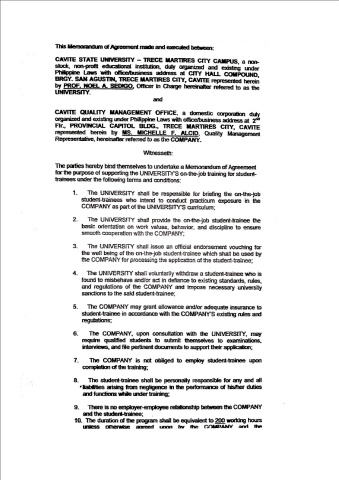 This Memorandum of Agreement made and executed between:
CAVITE STATE UNIVERSITY – TRECE MARTIRES CITY CAMPUS, a non-
stock, non-profit educational institution, duly organized and existing under
Philippine Laws with office/business address at CITY HALL COMPOUND,
BRGY. SAN AGUSTIN, TRECE MARTIRES CITY, CAVITE represented herein
by PROF. NOEL A. SEDIGO, Officer in Charge hereinafter referred to as the
UNIVERSITY.
and
CAVITE QUALITY MANAGEMENT OFFICE, a domestic corporation duly
organized and existing under Philippine Laws with office/business address at 2nd
Flr., PROVINCIAL CAPITOL BLDG., TRECE MARTIRES CITY, CAVITE
represented herein by MS. MICHELLE F. ALCID, Quality Management
Representative, hereinafter referred to as the COMPANY.
Witnesseth:
The parties hereby bind themselves to undertake a Memorandum of Agreement
for the purpose of supporting the UNIVERSITY'S on-the-job training for student-
trainees under the following terms and conditions:
1. The UNIVERSITY shall be responsible for briefing the on-the-job
student-trainees who intend to conduct practicum exposure in the
COMPANY as part of the UNIVERSITY'S curriculum;
2. The UNIVERSITY shall provide the on-the-job student-trainee the
basic orientation on work values, behavior, and discipline to ensure
smooth cooperation with the COMPANY;
3. The UNIVERSITY shall issue an official endorsement vouching for
the well being of the on-the-job student-trainee which shall be used by
the COMPANY for processing the application of the student-trainee;
4. The UNIVERSITY shall voluntarily withdraw a student-trainee who is
found to misbehave and/or act in defiance to existing standards, rules,
and regulations of the COMPANY and impose necessary university
sanctions to the said student-trainee;
5. The COMPANY may grant allowance and/or adequate insurance to
student-trainee in accordance with the COMPANY'S existing rules and
regulations;
6. The COMPANY, upon consultation with the UNIVERSITY, may
require qualified students to submit themselves to examinations,
interviews, and file pertinent documents to support their application;
7. The COMPANY is not obliged to employ student-trainee upon
completion of the training;
8. The student-trainee shall be personally responsible for any and all
liabilities arising from negligence in the performance of his/her duties
and functions while under training;
9. There is no employer-employee relationship between the COMPANY
and the student-trainee;
10. The duration of the program shall be equivalent to 200 working hours
unless otherwise agreed upon by the COMPANY and the